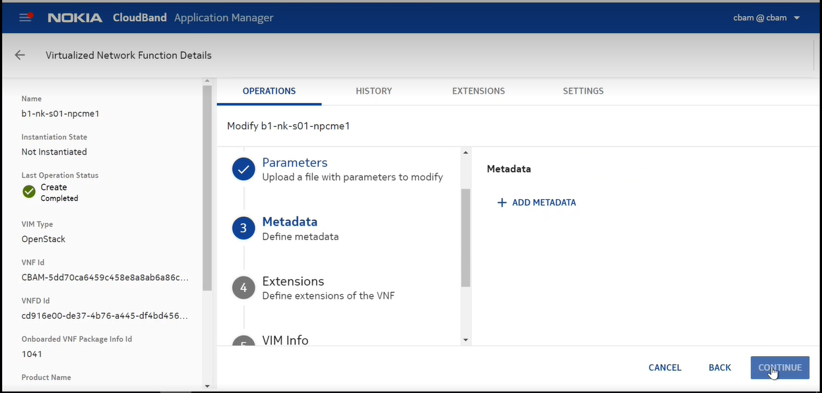 NOKIA CloudBand Application Manager
cbam @ cbam
Virtualized Network Function Details
Name
b1-nk-s01-npcme1
Instantiation State
Not Instantiated
Last Operation Status
Create
Completed
VIM Type
OpenStack
VNF Id
CBAM-5dd70ca6459c458e8a8ab6a86c...
VNFD Id
cd916e00-de37-4b76-a445-df4bd456...
Onboarded VNF Package Info Id
1041
Product Name
OPERATIONS
HISTORY
EXTENSIONS
SETTINGS
Modify b1-nk-s01-npcme1
Parameters
Upload a file with parameters to modify
3 Metadata
Define metadata
4 Extensions
Define extensions of the VNF
5 VIM Info
Metadata
+ ADD METADATA
CANCEL
BACK
CONTINUE